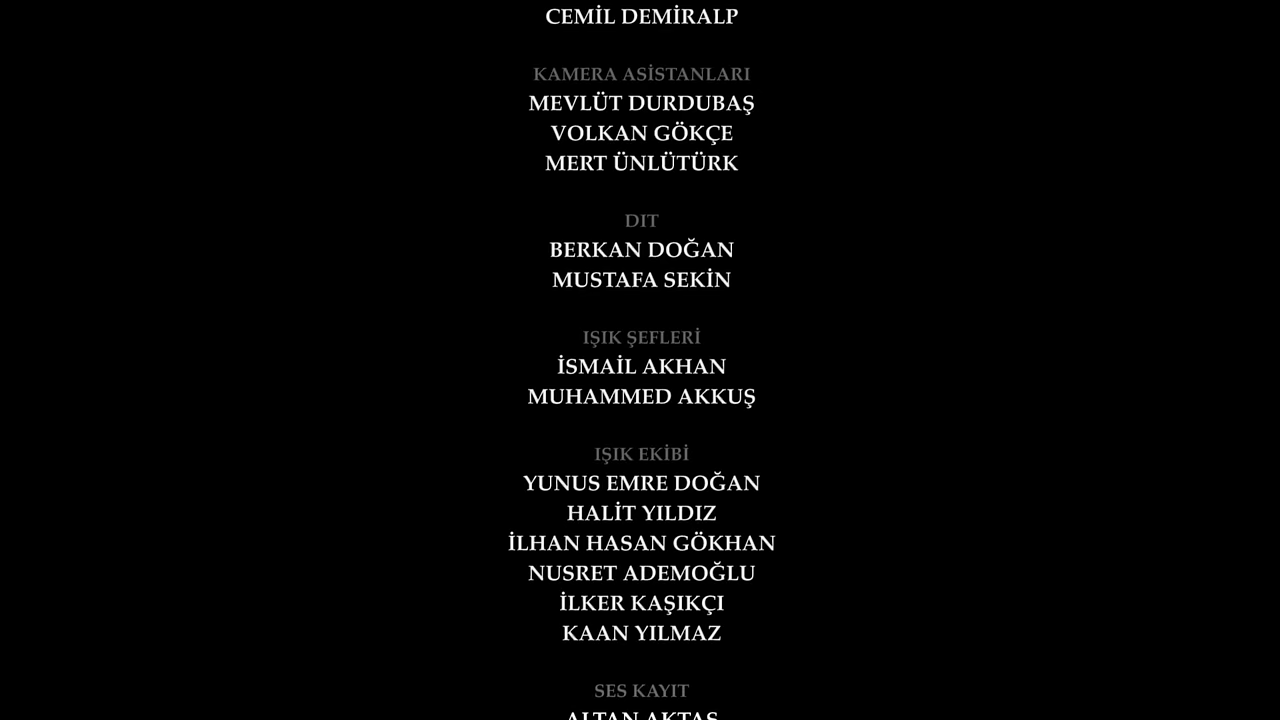 CEMİL DEMİRALP
KAMERA ASİSTANLARI
MEVLÜT DURDUBAŞ
VOLKAN GÖKÇE
MERT ÜNLÜTÜRK
DIT
BERKAN DOĞAN
MUSTAFA SEKİN
IŞIK ŞEFLERİ
İSMAİL AKHAN
MUHAMMED AKKUŞ
IŞIK EKİBİ
YUNUS EMRE DOĞAN
HALİT YILDIZ
İLHAN HASAN GÖKHAN
NUSRET ADEMOĞLU
İLKER KAŞIKÇI
KAAN YILMAZ
SES KAYIT
ALTAN